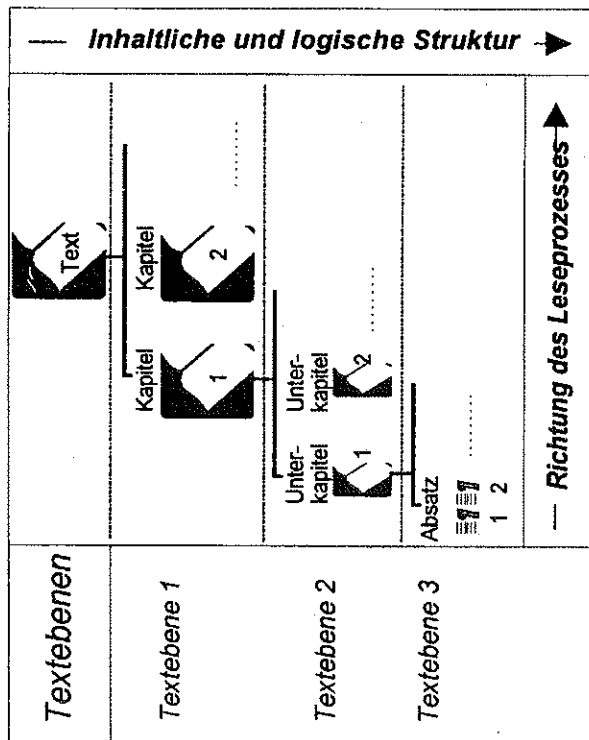 Inhaltliche und logische Struktur
Textebenen
Text
Textebene 1
Kapitel
Kapitel
1
2
Textebene 2
Unter-
kapitel
Unter-
kapitel
1
2
Textebene 3
Absatz
1 2
Richtung des Leseprozesses